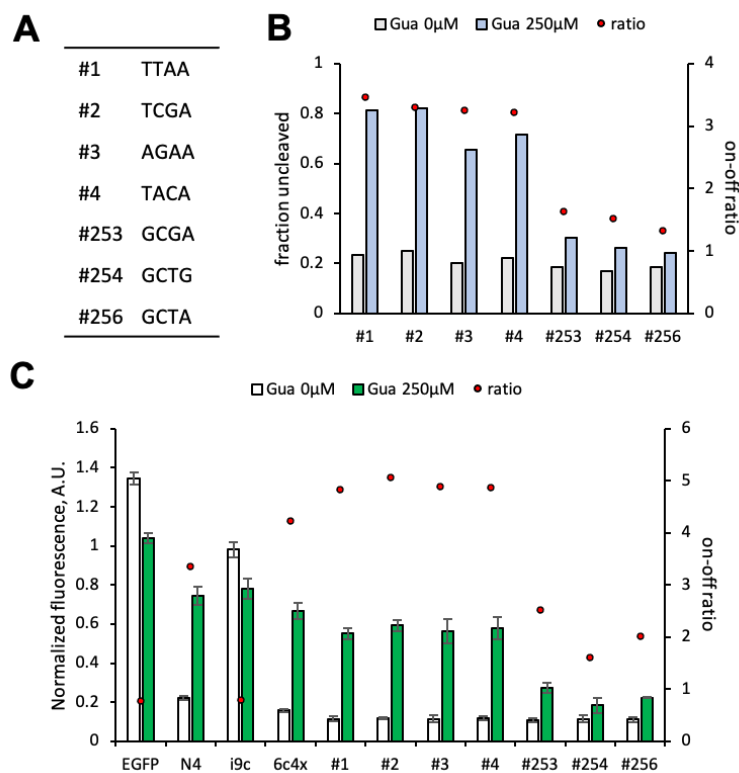 A
#1 TTAA
#2 TCGA
#3 AGAA
#4 TACA
#253 GCGA
#254 GCTG
#256 GCTA
B
Gua 0μM Gua 250μM ratio
fraction uncleaved
1
0.8
0.6
0.4
0.2
0
4
3
2
1
0
on-off ratio
#1 #2 #3 #4 #253 #254 #256
C
Gua 0μM Gua 250μM ratio
Normalized fluorescence, A.U.
1.6
1.4
1.2
1
0.8
0.6
0.4
0.2
0
6
5
4
3
2
1
0
on-off ratio
EGFP N4 i9c 6c4x #1 #2 #3 #4 #253 #254 #256